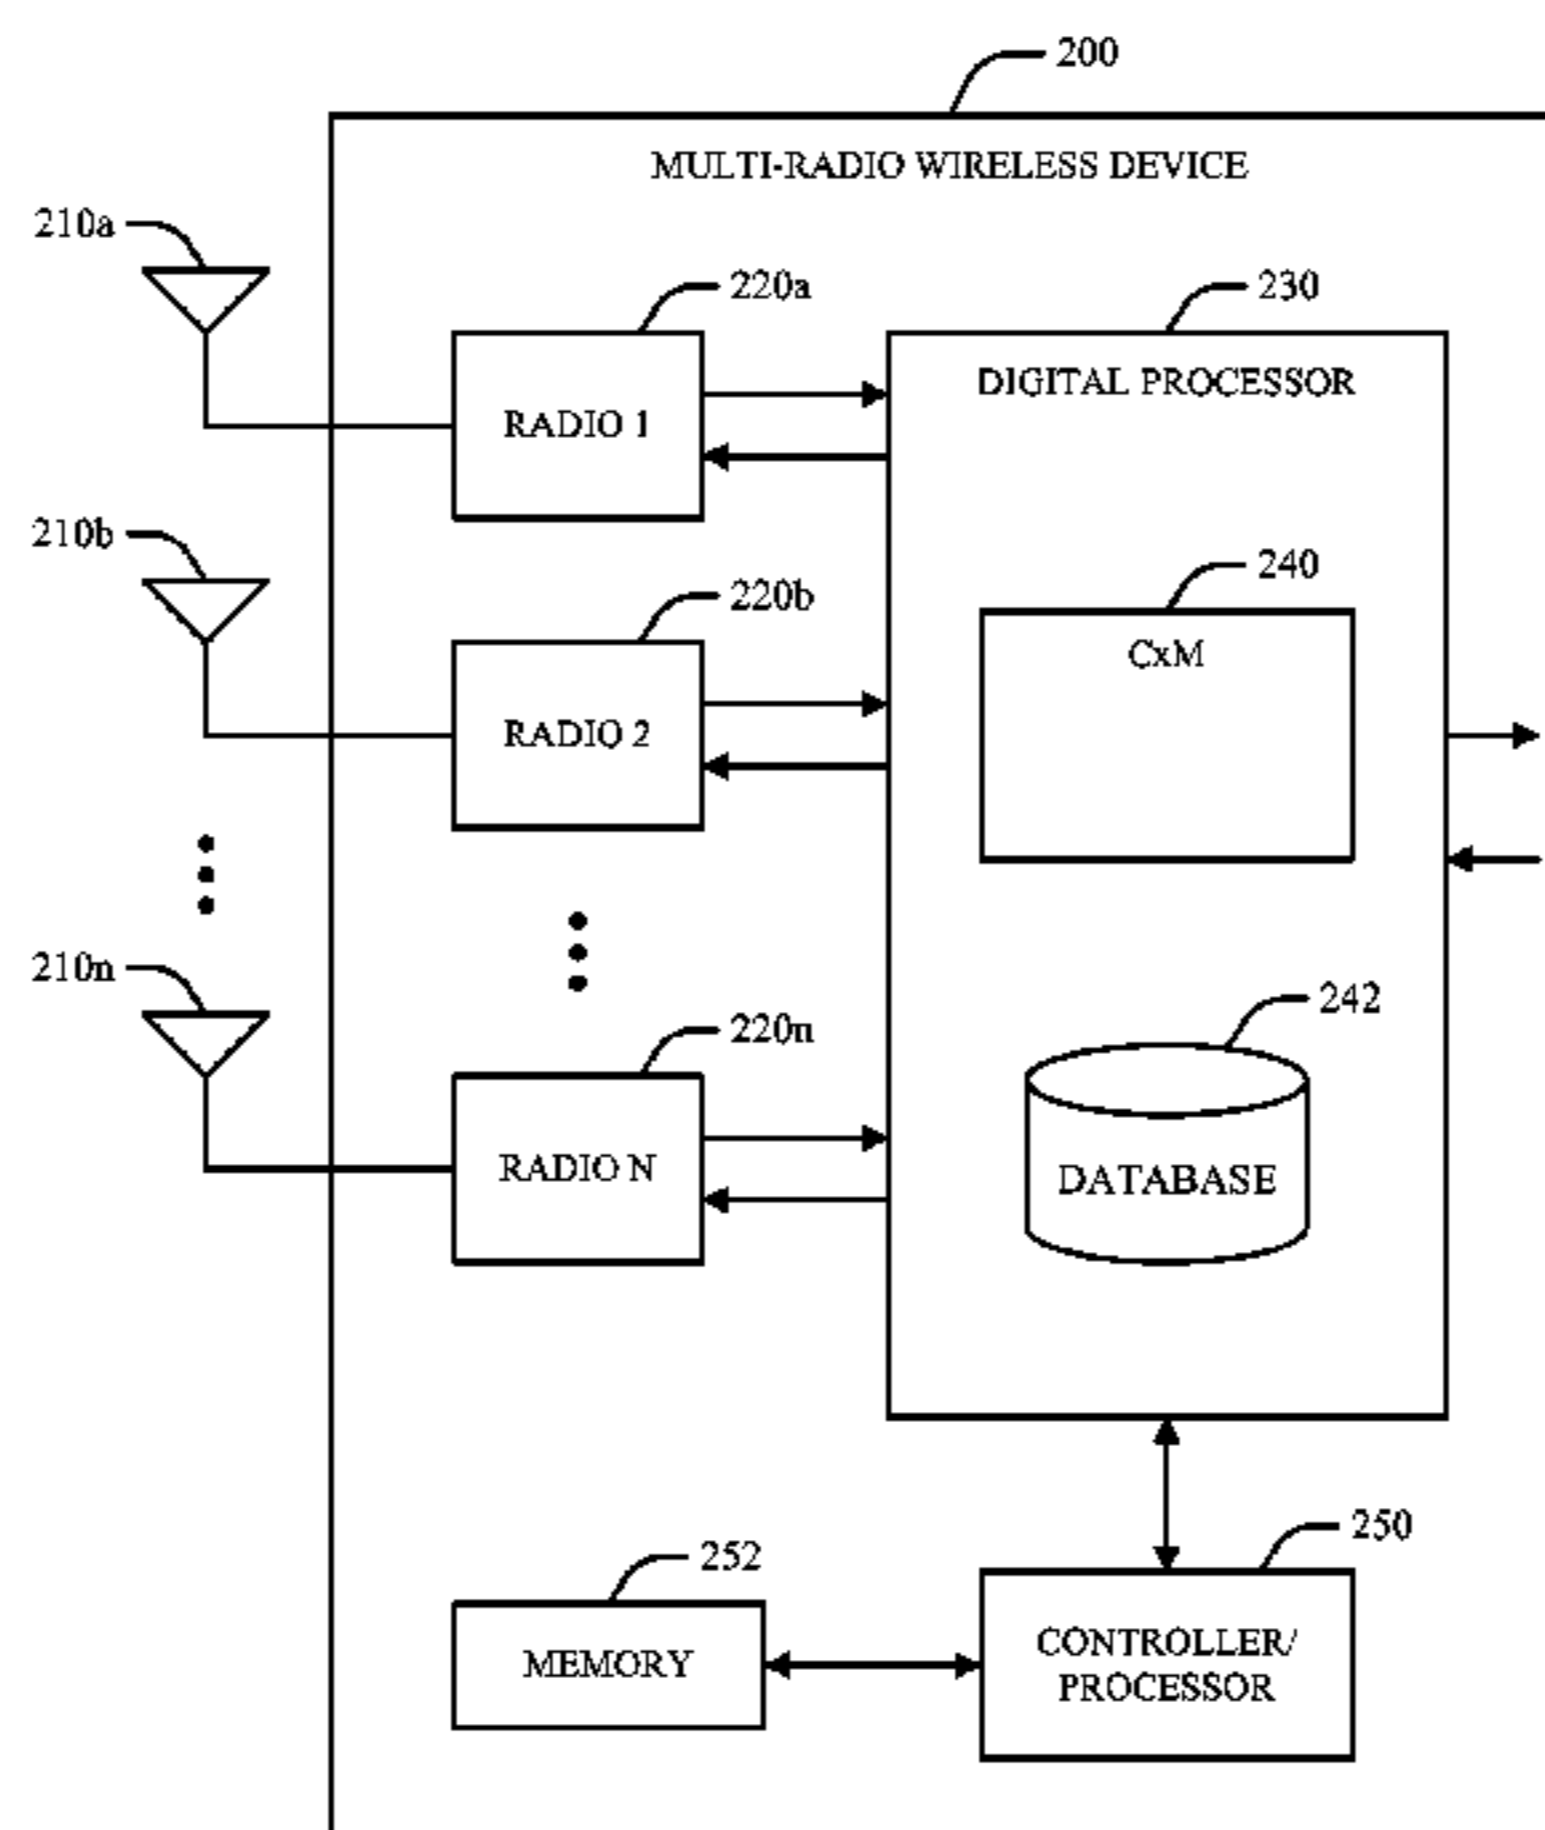 200
MULTI-RADIO WIRELESS DEVICE
210a
220a
230
DIGITAL PROCESSOR
RADIO 1
210b
220b
240
CxM
RADIO 2
210n
220n
242
RADIO N
DATABASE
252
250
MEMORY
CONTROLLER/
PROCESSOR